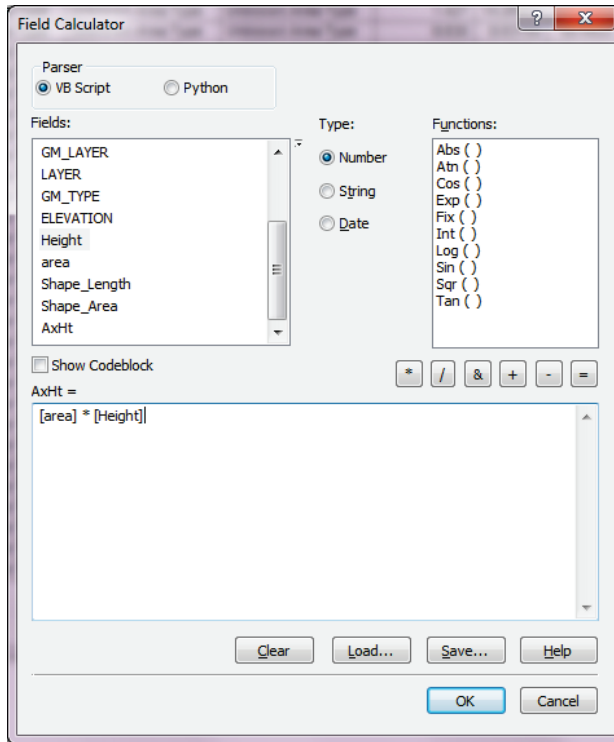 Field Calculator
Parser
VB Script
Python
Fields:
Type:
Functions:
GM_LAYER
LAYER
GM_TYPE
ELEVATION
Height
area
Shape_Length
Shape_Area
AxHt
Number
String
Date
Abs ( )
Atn ( )
Cos ( )
Exp ( )
Fix ( )
Int ( )
Log ( )
Sin ( )
Sqr ( )
Tan ( )
Show Codeblock
* / & + - =
AxHt =
[area] * [Height]
Clear
Load...
Save...
Help
OK
Cancel